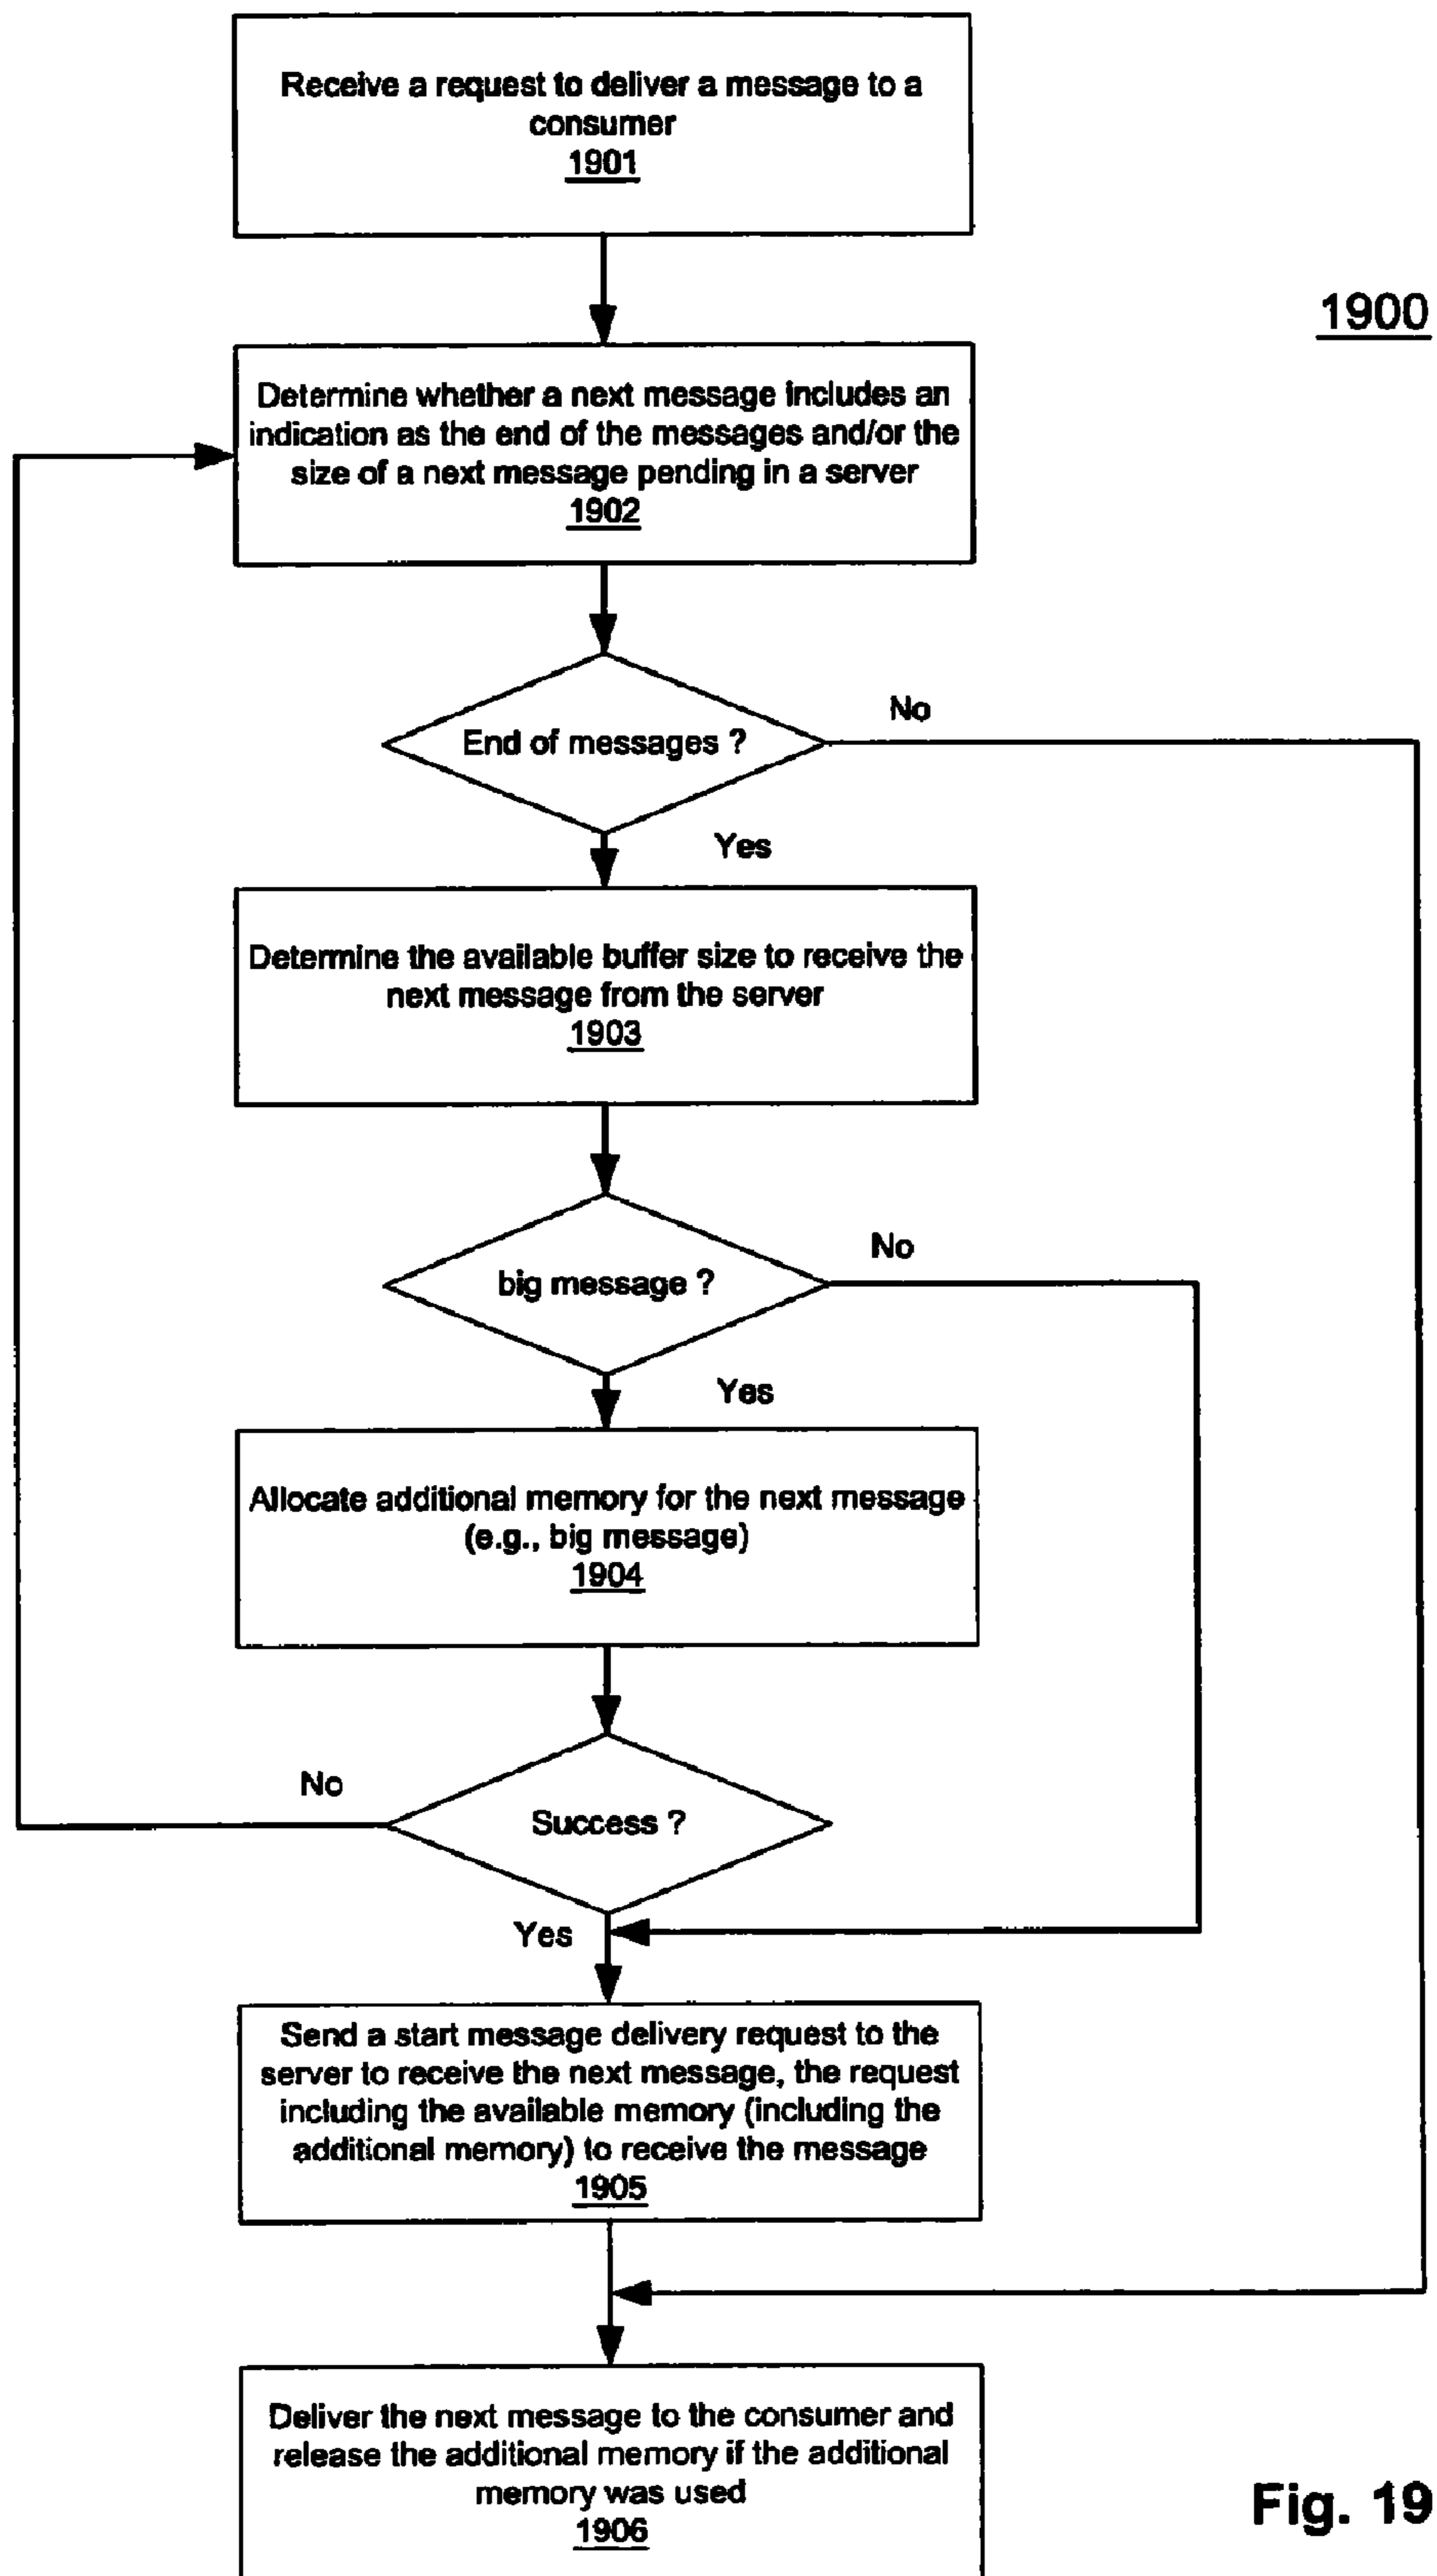 Receive a request to deliver a message to a
consumer
1901
1900
Determine whether a next message includes an
indication as the end of the messages and/or the
size of a next message pending in a server
1902
End of messages ?
No
Yes
Determine the available buffer size to receive the
next message from the server
1903
big message ?
No
Yes
Allocate additional memory for the next message
(e.g., big message)
1904
Success ?
No
Yes
Send a start message delivery request to the
server to receive the next message, the request
including the available memory (including the
additional memory) to receive the message
1905
Deliver the next message to the consumer and
release the additional memory if the additional
memory was used
1906
Fig. 19